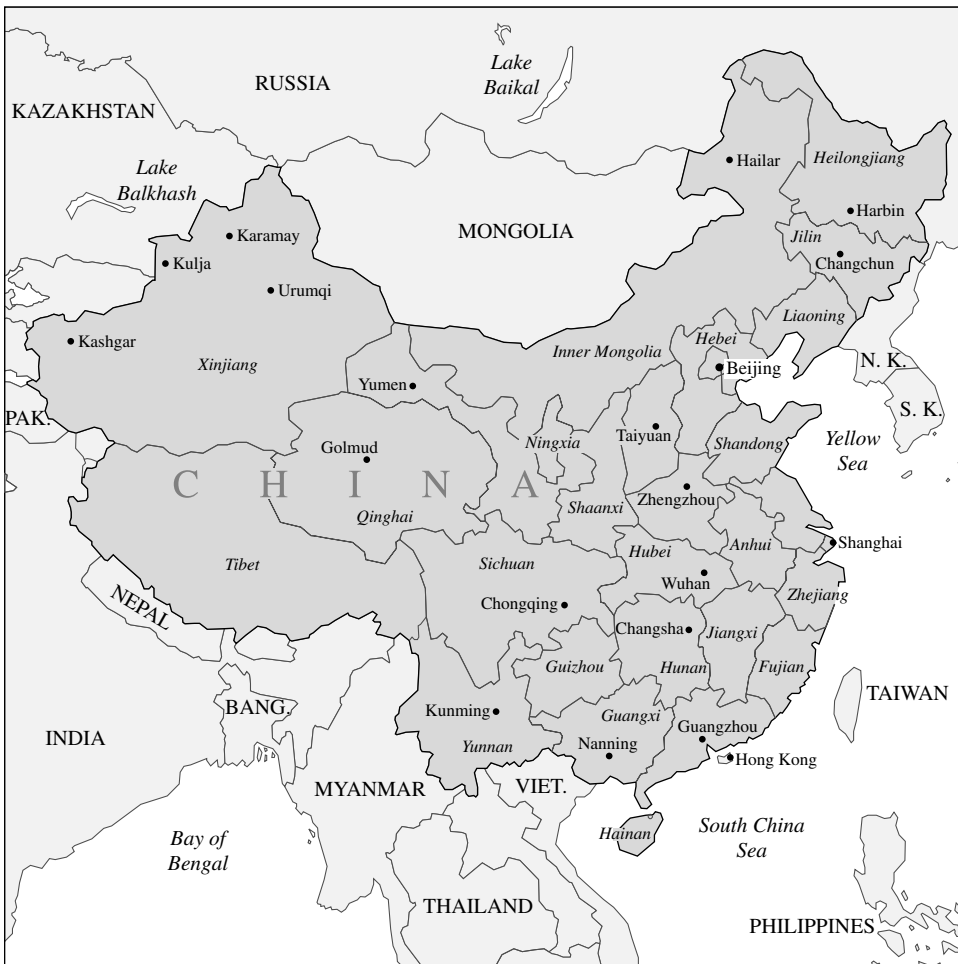 Lake
Baikal
RUSSIA
KAZAKHSTAN
Hailar
Heilongjiang
Lake
Balkhash
Harbin
Karamay
MONGOLIA
Jilin
Kulja
Changchun
Urumqi
Liaoning
Kashgar
Hebei
Inner Mongolia
Xinjiang
N. K.
Beijing
Yumen
S. K.
PAK.
Taiyuan
Ningxia
Shandong
Yellow
Sea
Golmud
CHINA
Zhengzhou
Qinghai
Shaanxi
Shanghai
Hubei
Anhui
Tibet
Sichuan
Wuhan
Zhejiang
NEPAL
Chongqing
Changsha
Jiangxi
Guizhou
Hunan
Fujian
TAIWAN
BANG.
Kunming
Guangxi
Guangzhou
INDIA
Yunnan
Nanning
Hong Kong
MYANMAR
VIET.
Bay of
Bengal
Hainan
South China
Sea
THAILAND
PHILIPPINES